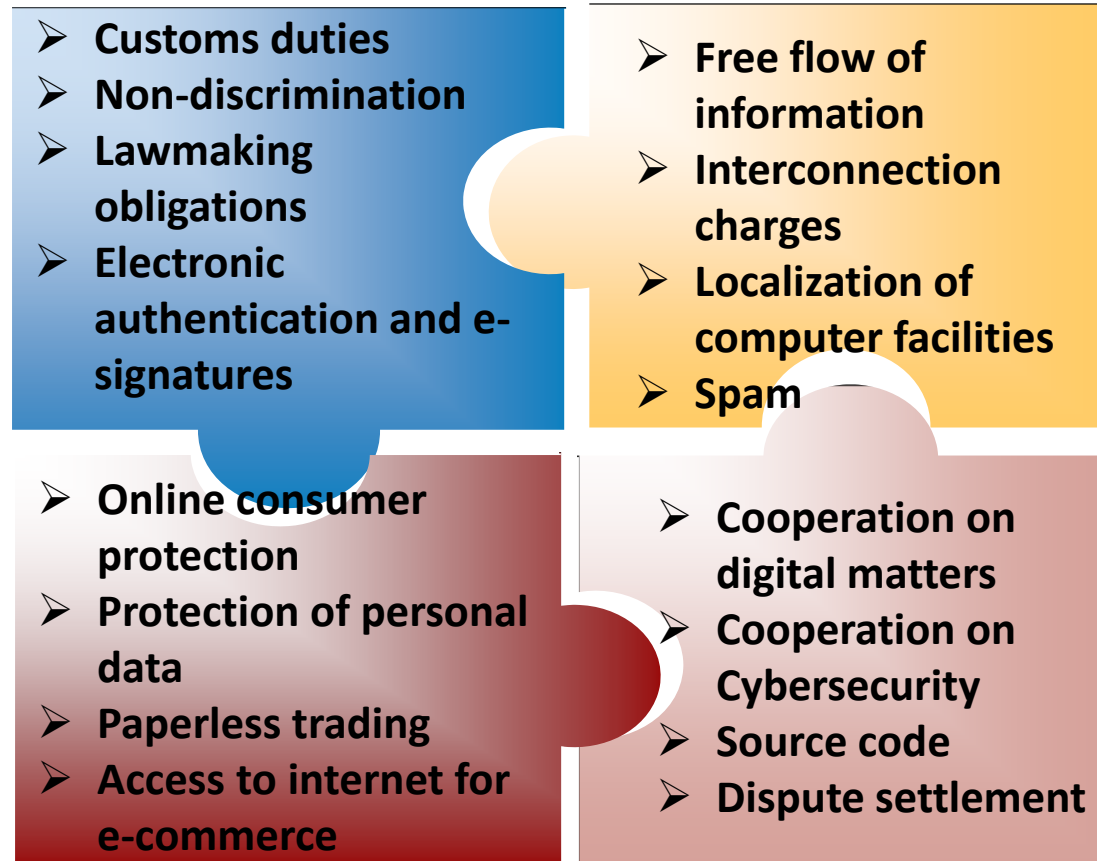 ➢ Customs duties
➢ Non-discrimination
➢ Lawmaking
obligations
➢ Electronic
authentication and e-
signatures
➢ Free flow of
information
➢ Interconnection
charges
➢ Localization of
computer facilities
➢ Spam
➢ Online consumer
protection
➢ Protection of personal
data
➢ Paperless trading
➢ Access to internet for
e-commerce
➢ Cooperation on
digital matters
➢ Cooperation on
Cybersecurity
➢ Source code
➢ Dispute settlement